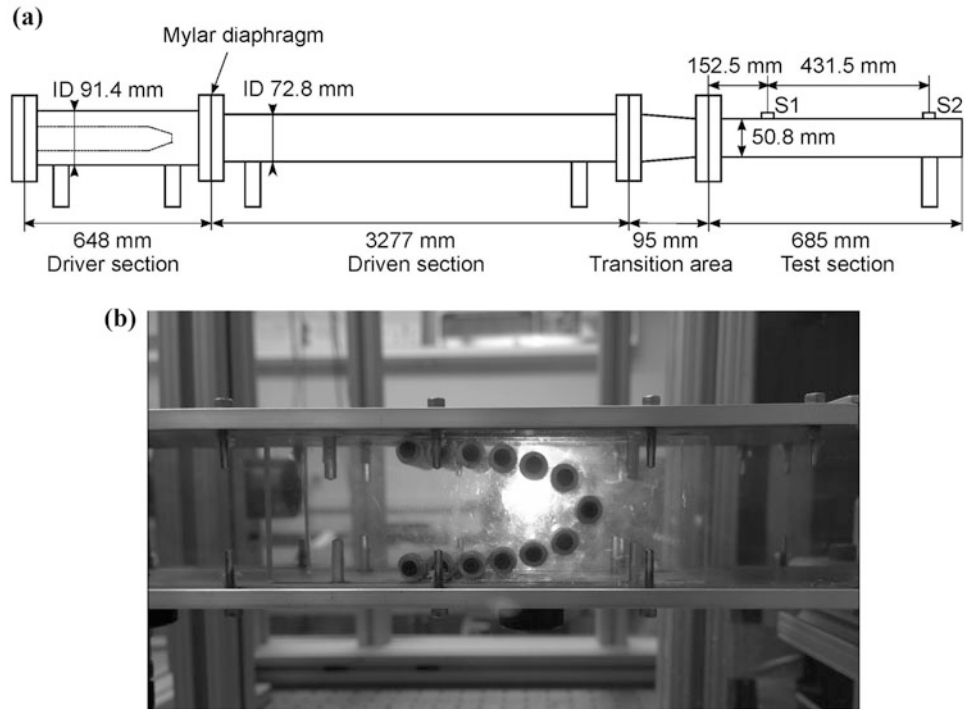 (a)
Mylar diaphragm
ID 91.4 mm
ID 72.8 mm
152.5 mm
431.5 mm
S1
S2
50.8 mm
648 mm
Driver section
3277 mm
Driven section
95 mm
Transition area
685 mm
Test section
(b)